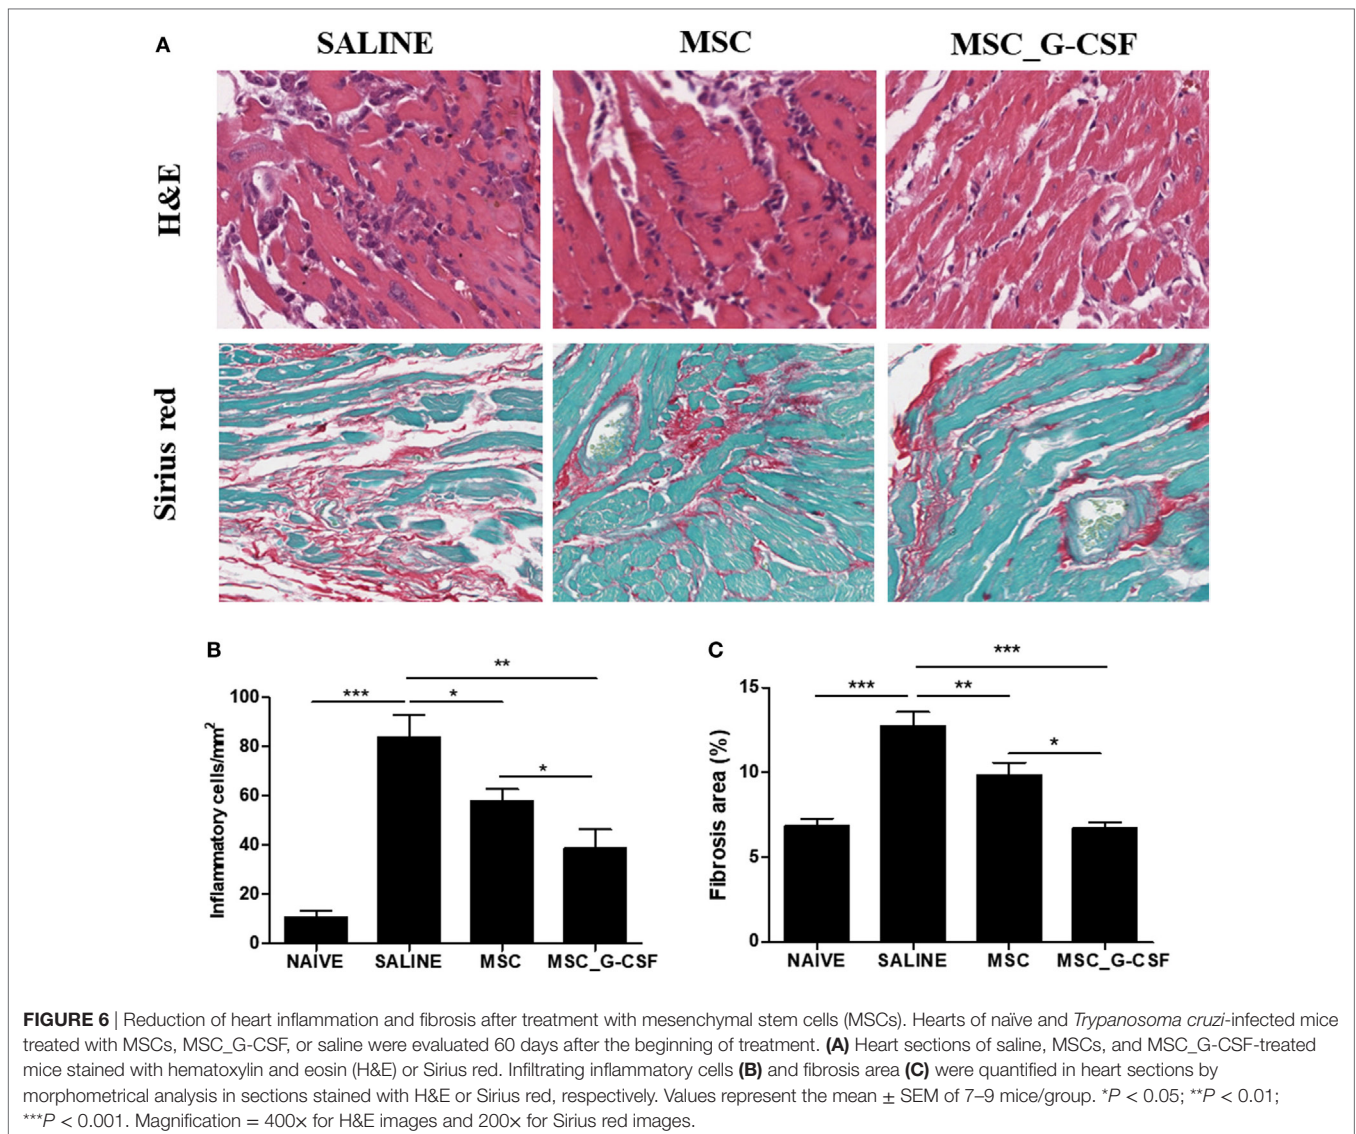 A
SALINE
MSC
MSC_G-CSF
H&E
Sirius red
B
**
***
*
*
100
80
60
40
20
0
Inflammatory cells/mm²
NAIVE
SALINE
MSC
MSC_G-CSF
C
***
***
**
*
15
10
5
0
Fibrosis area (%)
NAIVE
SALINE
MSC
MSC_G-CSF
FIGURE 6 | Reduction of heart inflammation and fibrosis after treatment with mesenchymal stem cells (MSCs). Hearts of naïve and Trypanosoma cruzi-infected mice
treated with MSCs, MSC_G-CSF, or saline were evaluated 60 days after the beginning of treatment. (A) Heart sections of saline, MSCs, and MSC_G-CSF-treated
mice stained with hematoxylin and eosin (H&E) or Sirius red. Infiltrating inflammatory cells (B) and fibrosis area (C) were quantified in heart sections by
morphometrical analysis in sections stained with H&E or Sirius red, respectively. Values represent the mean ± SEM of 7–9 mice/group. *P < 0.05; **P < 0.01;
***P < 0.001. Magnification = 400× for H&E images and 200× for Sirius red images.